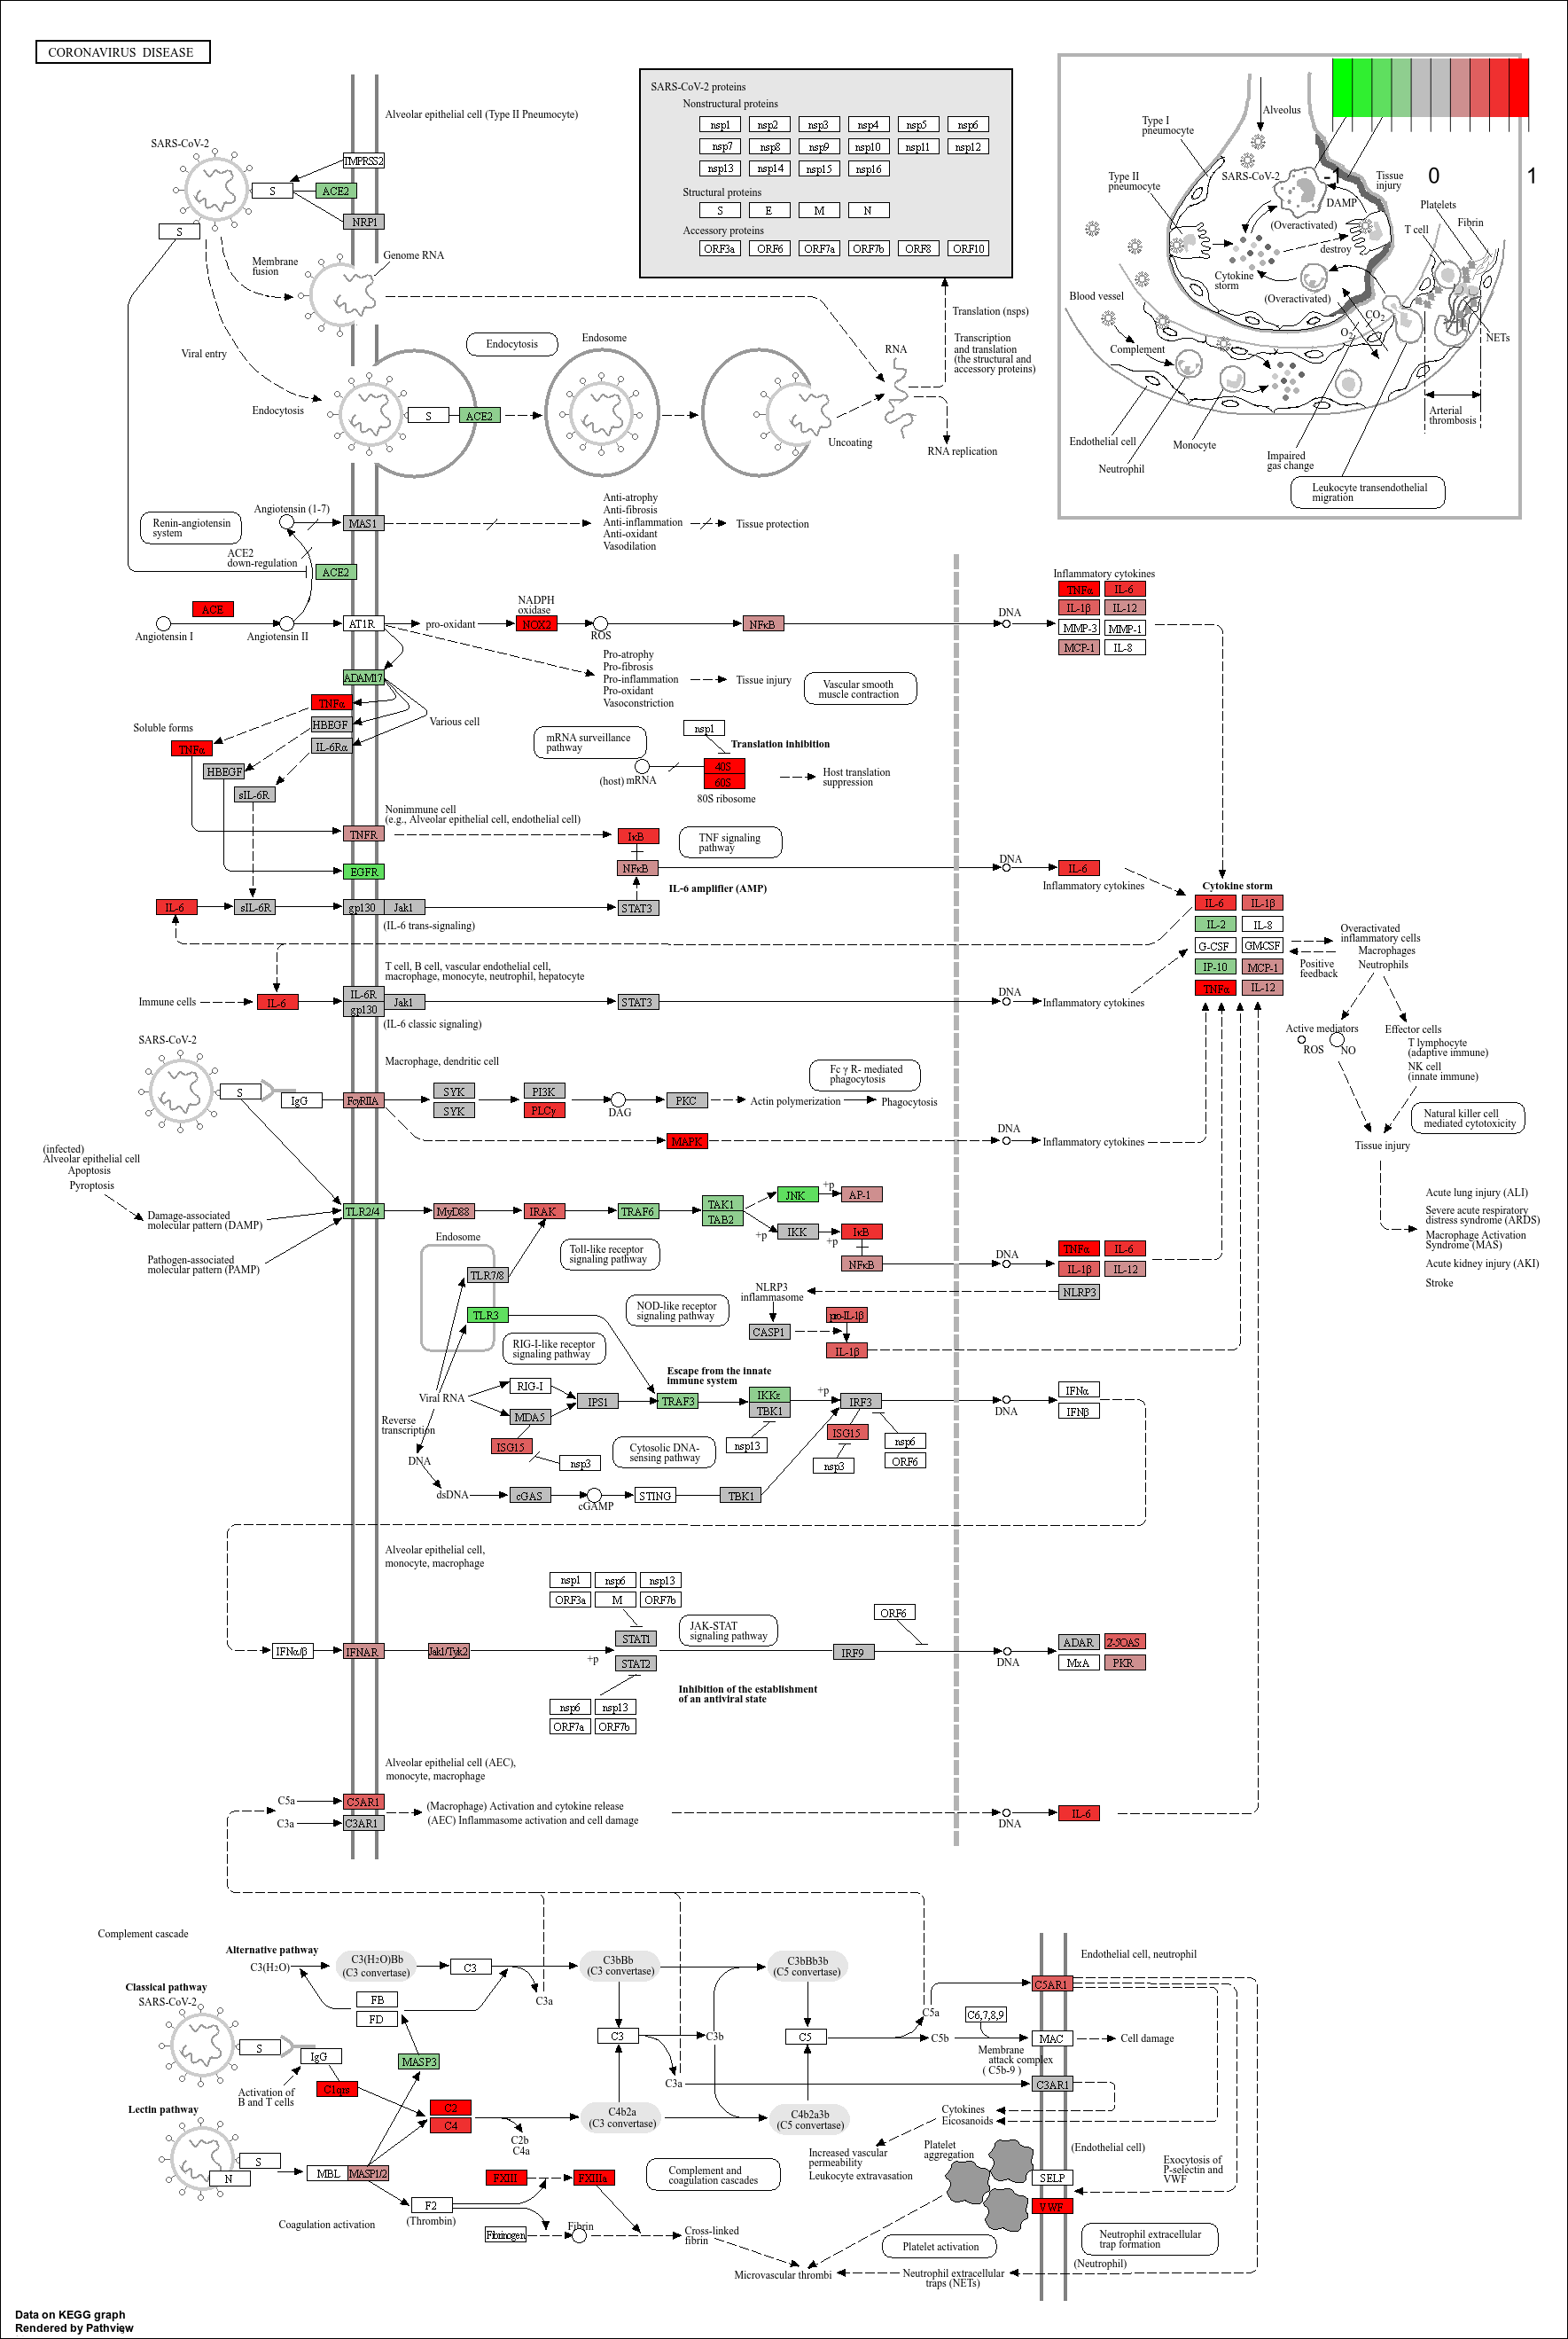 CORONAVIRUS DISEASE
Alveolar epithelial cell (Type II Pneumocyte)
SARS-CoV-2
TMPRSS2
S
ACE2
NRP1
S
Membrane
fusion
Genome RNA
Viral entry
Endocytosis
Endocytosis
Endosome
S
ACE2
Uncoating
RNA
RNA replication
Translation (nsps)
Transcription
and translation
(the structural and
accessory proteins)
SARS-CoV-2 proteins
Nonstructural proteins
nsp1 nsp2 nsp3 nsp4 nsp5 nsp6
nsp7 nsp8 nsp9 nsp10 nsp11 nsp12
nsp13 nsp14 nsp15 nsp16
Structural proteins
S E M N
Accessory proteins
ORF3a ORF6 ORF7a ORF7b ORF8 ORF10
-1 0 1
Alveolus
Type I
pneumocyte
Type II
pneumocyte
SARS-CoV-2
DAMP
Tissue
injury
(Overactivated)
destroy
Cytokine
storm
(Overactivated)
Platelets
Fibrin
T cell
Blood vessel
Complement
O2
CO2
NETs
Arterial
thrombosis
Endothelial cell
Neutrophil
Monocyte
Impaired
gas change
Leukocyte transendothelial
migration
Renin-angiotensin
system
Angiotensin (1-7)
MAS1
Anti-atrophy
Anti-fibrosis
Anti-inflammation
Anti-oxidant
Vasodilation
Tissue protection
ACE2
down-regulation
ACE2
ACE
Angiotensin I
Angiotensin II
AT1R
pro-oxidant
NADPH
oxidase
NOX2
ROS
NFκB
DNA
Inflammatory cytokines
TNFα IL-6
IL-1β IL-12
MMP-3 MMP-1
MCP-1 IL-8
Pro-atrophy
Pro-fibrosis
Pro-inflammation
Pro-oxidant
Vasoconstriction
Tissue injury
Vascular smooth
muscle contraction
ADAM17
TNFα
HBEGF
IL-6Rα
Various cell
Soluble forms
TNFα
HBEGF
sIL-6R
mRNA surveillance
pathway
nsp1
Translation inhibition
(host) mRNA
40S
60S
80S ribosome
Host translation
suppression
Nonimmune cell
(e.g., Alveolar epithelial cell, endothelial cell)
TNFR
IκB
TNF signaling
pathway
EGFR
NFκB
DNA
IL-6
Inflammatory cytokines
IL-6 amplifier (AMP)
IL-6
sIL-6R
gp130
Jak1
STAT3
(IL-6 trans-signaling)
Cytokine storm
IL-6 IL-1β
IL-2 IL-8
G-CSF GMCSF
IP-10 MCP-1
TNFα IL-12
Overactivated
inflammatory cells
Macrophages
Neutrophils
Positive
feedback
T cell, B cell, vascular endothelial cell,
macrophage, monocyte, neutrophil, hepatocyte
Immune cells
IL-6
IL-6R
gp130
Jak1
STAT3
DNA
Inflammatory cytokines
(IL-6 classic signaling)
Active mediators
ROS
NO
Effector cells
T lymphocyte
(adaptive immune)
NK cell
(innate immune)
Natural killer cell
mediated cytotoxicity
Tissue injury
Acute lung injury (ALI)
Severe acute respiratory
distress syndrome (ARDS)
Macrophage Activation
Syndrome (MAS)
Acute kidney injury (AKI)
Stroke
SARS-CoV-2
Macrophage, dendritic cell
S
IgG
FcγRIIA
SYK
SYK
PI3K
PLCγ
DAG
PKC
Actin polymerization
Phagocytosis
Fc γ R- mediated
phagocytosis
MAPK
DNA
Inflammatory cytokines
(infected)
Alveolar epithelial cell
Apoptosis
Pyroptosis
Damage-associated
molecular pattern (DAMP)
Pathogen-associated
molecular pattern (PAMP)
TLR2/4
MyD88
IRAK
TRAF6
TAK1
TAB2
JNK
+p
AP-1
+p
IKK
+p
IκB
NFκB
DNA
TNFα IL-6
IL-1β IL-12
NLRP3
Endosome
TLR7/8
TLR3
Toll-like receptor
signaling pathway
NOD-like receptor
signaling pathway
NLRP3
inflammasome
CASP1
pro-IL-1β
IL-1β
RIG-I-like receptor
signaling pathway
Escape from the innate
immune system
Viral RNA
RIG-I
MDA5
IPS1
TRAF3
IKKε
TBK1
+p
IRF3
DNA
IFNα
IFNβ
Reverse
transcription
ISG15
nsp3
Cytosolic DNA-
sensing pathway
nsp13
ISG15
nsp3
nsp6
ORF6
DNA
dsDNA
cGAS
cGAMP
STING
TBK1
Alveolar epithelial cell,
monocyte, macrophage
nsp1 nsp6 nsp13
ORF3a M ORF7b
IFNα/β
IFNAR
Jak1/Tyk2
STAT1
+p
STAT2
JAK-STAT
signaling pathway
ORF6
IRF9
DNA
ADAR 2-5OAS
MxA PKR
Inhibition of the establishment
of an antiviral state
nsp6 nsp13
ORF7a ORF7b
Alveolar epithelial cell (AEC),
monocyte, macrophage
C5a
C5AR1
C3a
C3AR1
(Macrophage) Activation and cytokine release
(AEC) Inflammasome activation and cell damage
DNA
IL-6
Complement cascade
Alternative pathway
C3(H2O)
C3(H2O)Bb
(C3 convertase)
C3
C3a
C3bBb
(C3 convertase)
C3bBb3b
(C5 convertase)
Endothelial cell, neutrophil
C5AR1
Classical pathway
SARS-CoV-2
FB
FD
S
IgG
MASP3
C3
C3b
C3a
C5
C5a
C5b
C6,7,8,9
MAC
Cell damage
Membrane
attack complex
( C5b-9 )
C3AR1
Activation of
B and T cells
C1qrs
Lectin pathway
C2
C4
C2b
C4a
C4b2a
(C3 convertase)
C4b2a3b
(C5 convertase)
Cytokines
Eicosanoids
Increased vascular
permeability
Leukocyte extravasation
Platelet
aggregation
(Endothelial cell)
SELP
VWF
Exocytosis of
P-selectin and
VWF
S
N
MBL
MASP1/2
F2
(Thrombin)
Coagulation activation
FXIII
FXIIIa
Complement and
coagulation cascades
Fibrinogen
Fibrin
Cross-linked
fibrin
Microvascular thrombi
Platelet activation
Neutrophil extracellular
trap formation
(Neutrophil)
Neutrophil extracellular
traps (NETs)
Data on KEGG graph
Rendered by Pathview